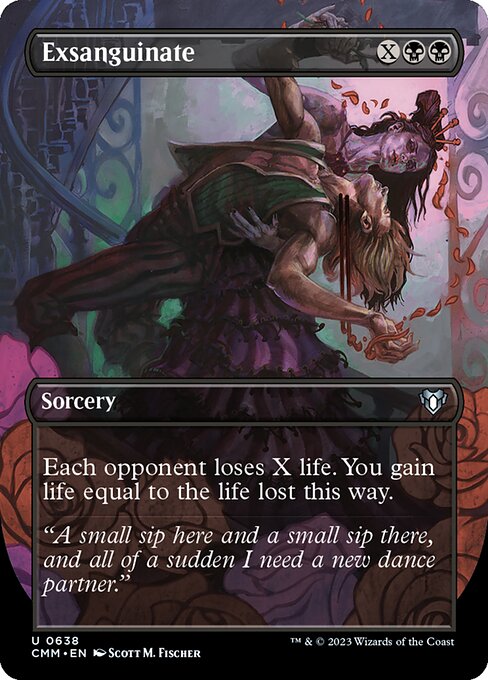 Exsanguinate X
Sorcery
Each opponent loses X life. You gain
life equal to the life lost this way.
“A small sip here and a small sip there,
and all of a sudden I need a new dance
partner.”
U 0638
CMM • EN Scott M. Fischer
™ & © 2023 Wizards of the Coast